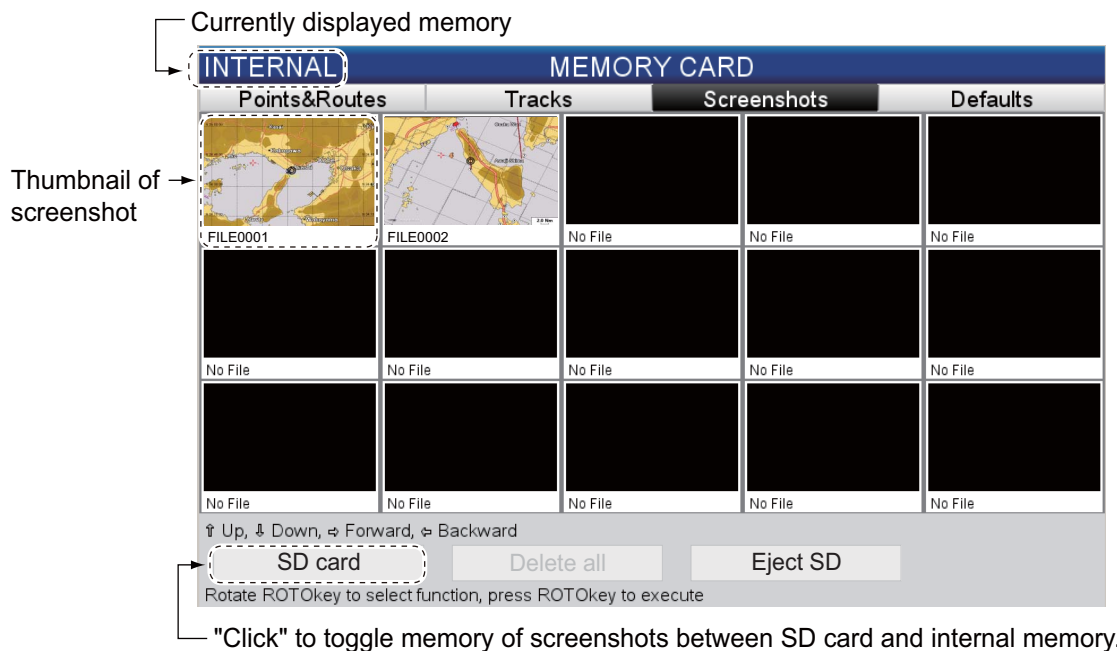 Currently displayed memory
INTERNAL MEMORY CARD
Points&Routes Tracks Screenshots Defaults
Thumbnail of
screenshot
FILE0001 FILE0002 No File No File No File
No File No File No File No File No File
No File No File No File No File No File
⇧ Up, ⇩ Down, ⇨ Forward, ⇦ Backward
SD card Delete all Eject SD
Rotate ROTOkey to select function, press ROTOkey to execute
"Click" to toggle memory of screenshots between SD card and internal memory.